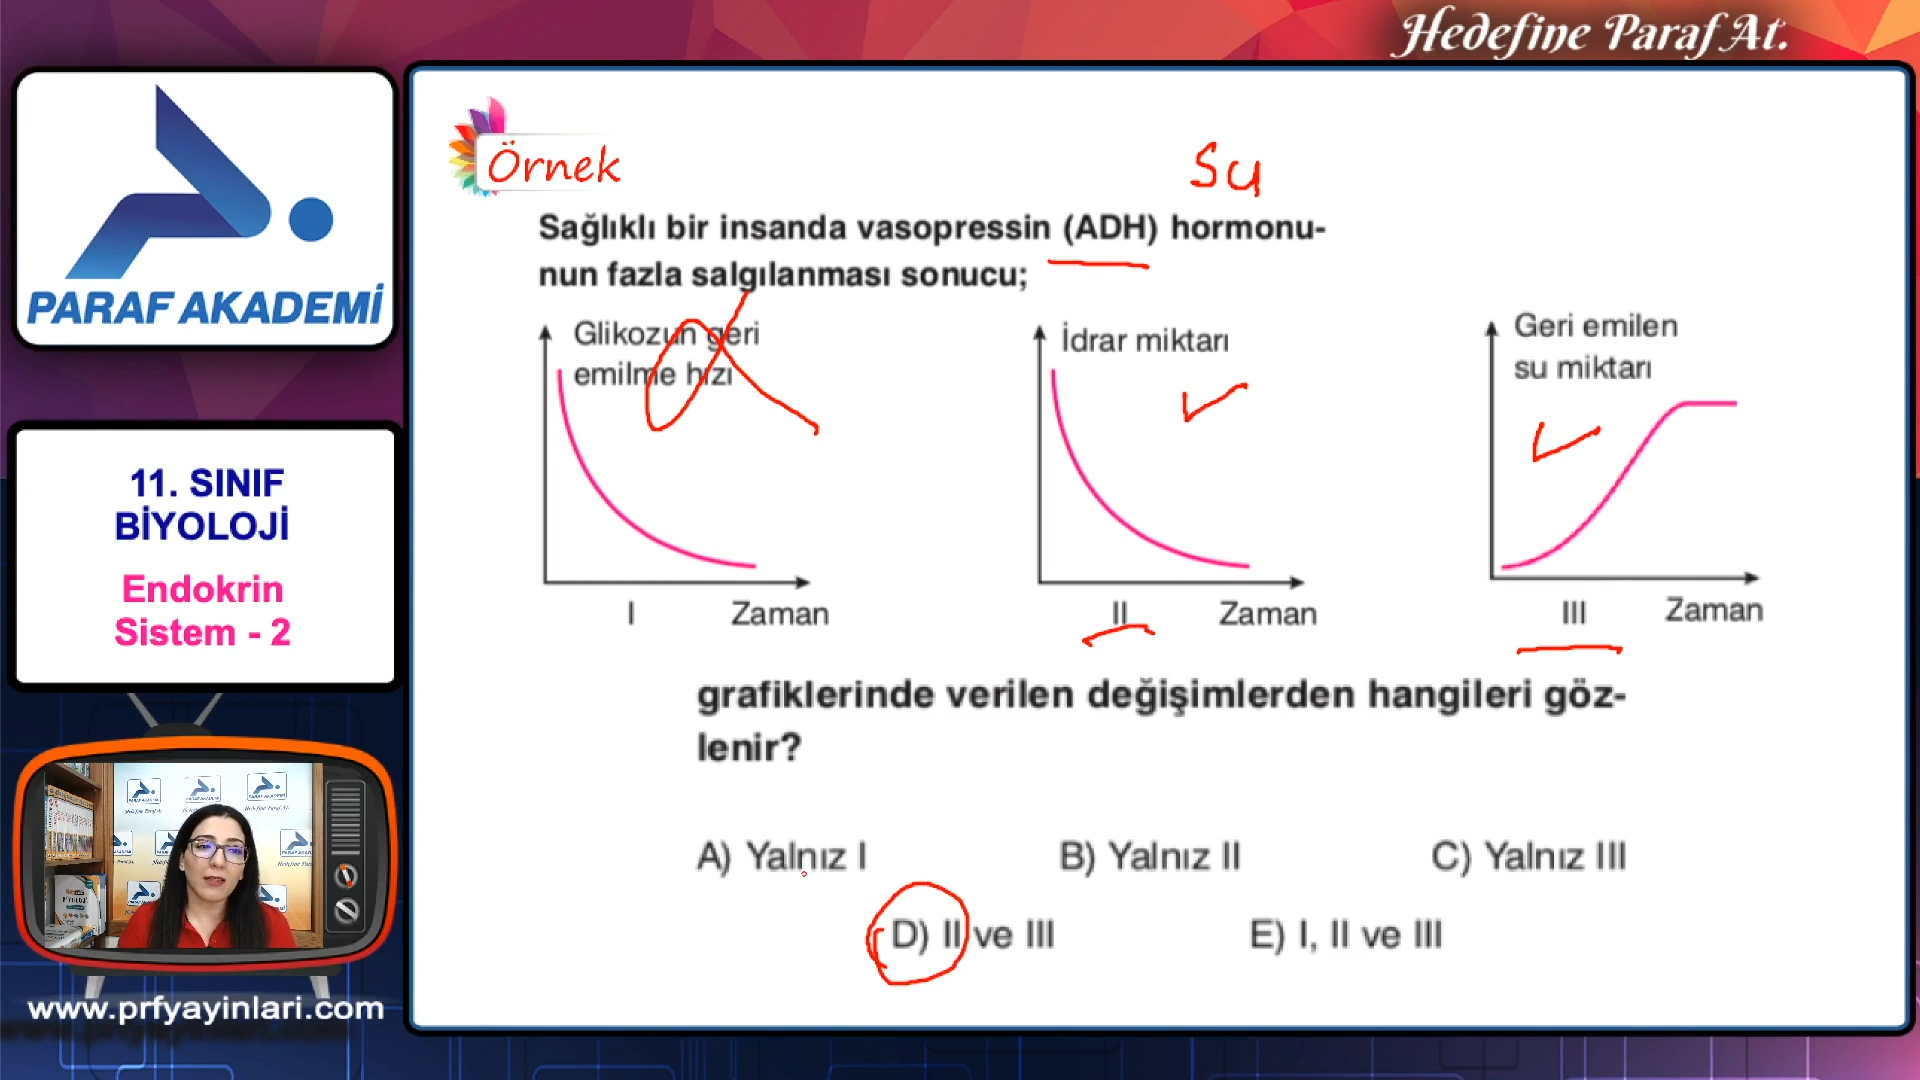 Hedefine Paraf At.
PARAF AKADEMİ
11. SINIF
BİYOLOJİ
Endokrin
Sistem - 2
www.prfyayinlari.com
Örnek
Su
Sağlıklı bir insanda vasopressin (ADH) hormonu-
nun fazla salgılanması sonucu;
Glikozun geri
emilme hızı
I
Zaman
İdrar miktarı
II
Zaman
Geri emilen
su miktarı
III
Zaman
grafiklerinde verilen değişimlerden hangileri göz-
lenir?
A) Yalnız I
B) Yalnız II
C) Yalnız III
D) II ve III
E) I, II ve III